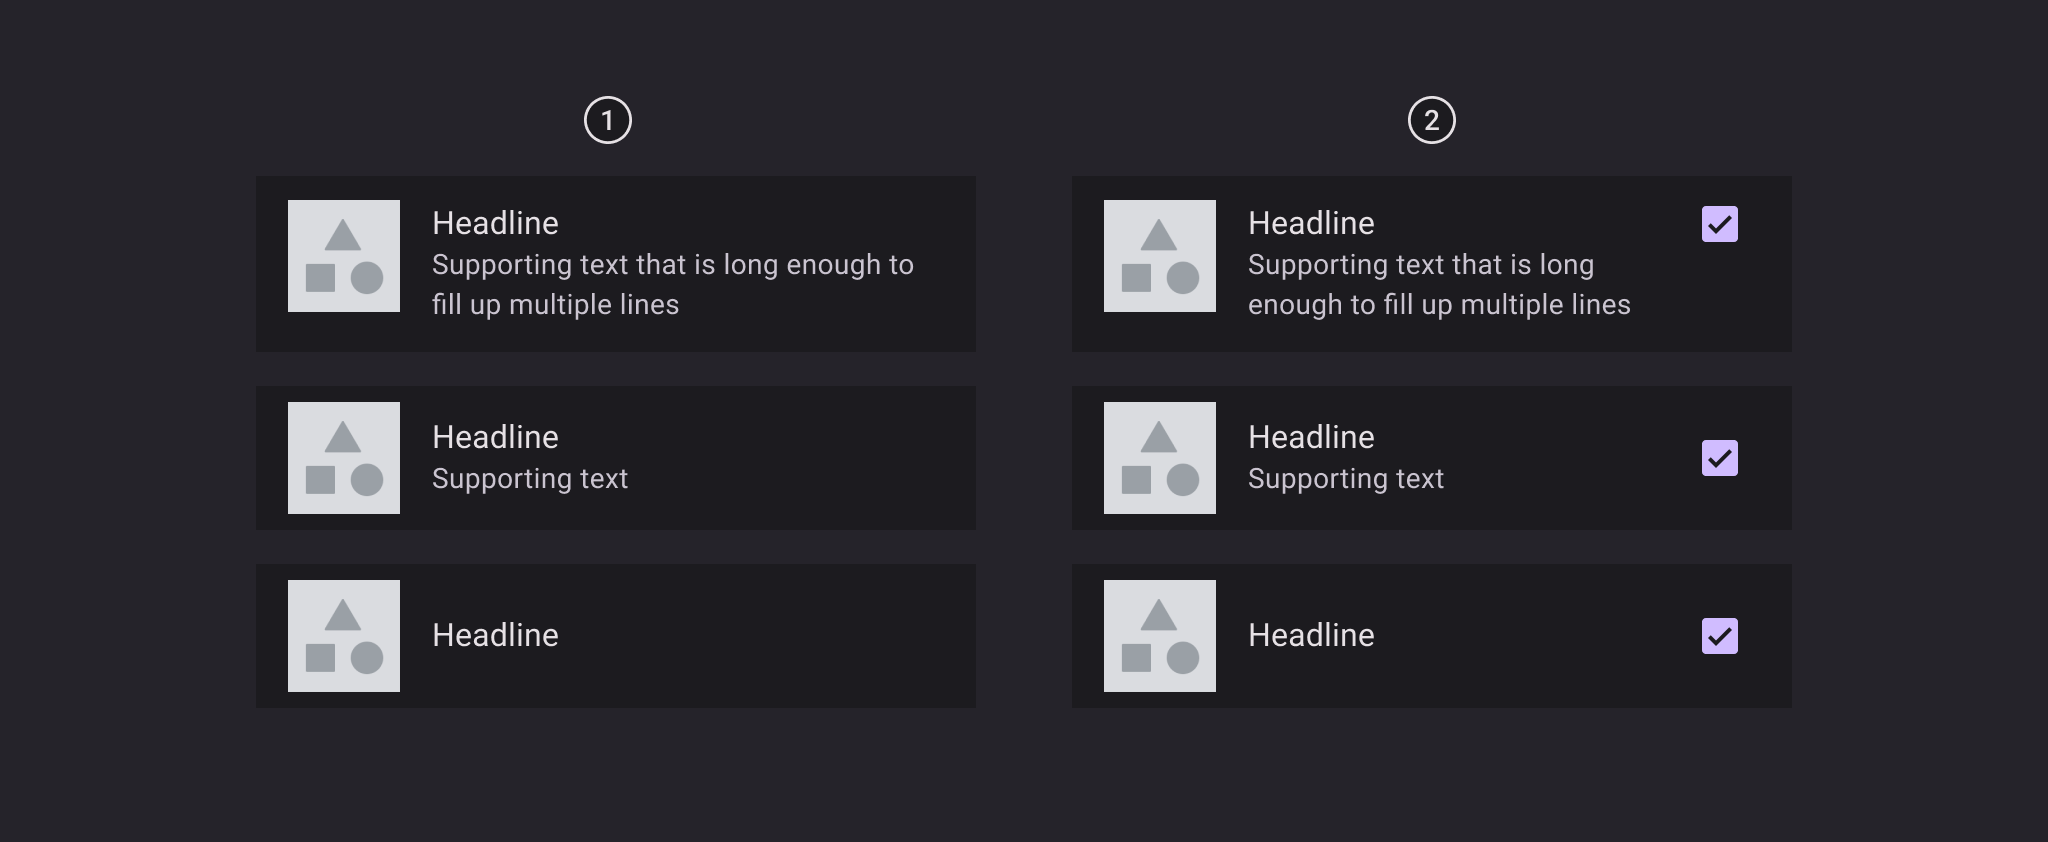 1
Headline
Supporting text that is long enough to
fill up multiple lines
Headline
Supporting text
Headline
2
Headline
Supporting text that is long
enough to fill up multiple lines
Headline
Supporting text
Headline